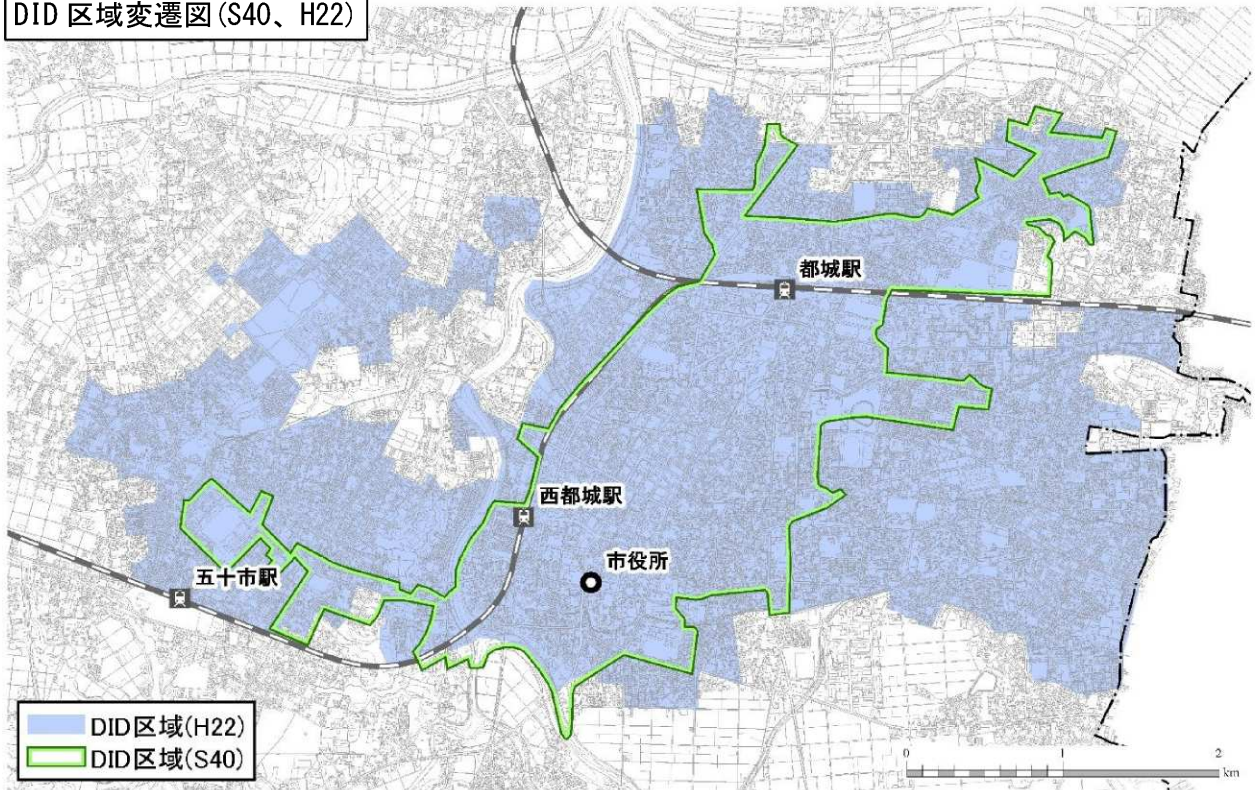 DID 区域変遷図(S40、H22)
都城駅
西都城駅
市役所
五十市駅
DID区域(H22)
DID区域(S40)
0 1 2
km